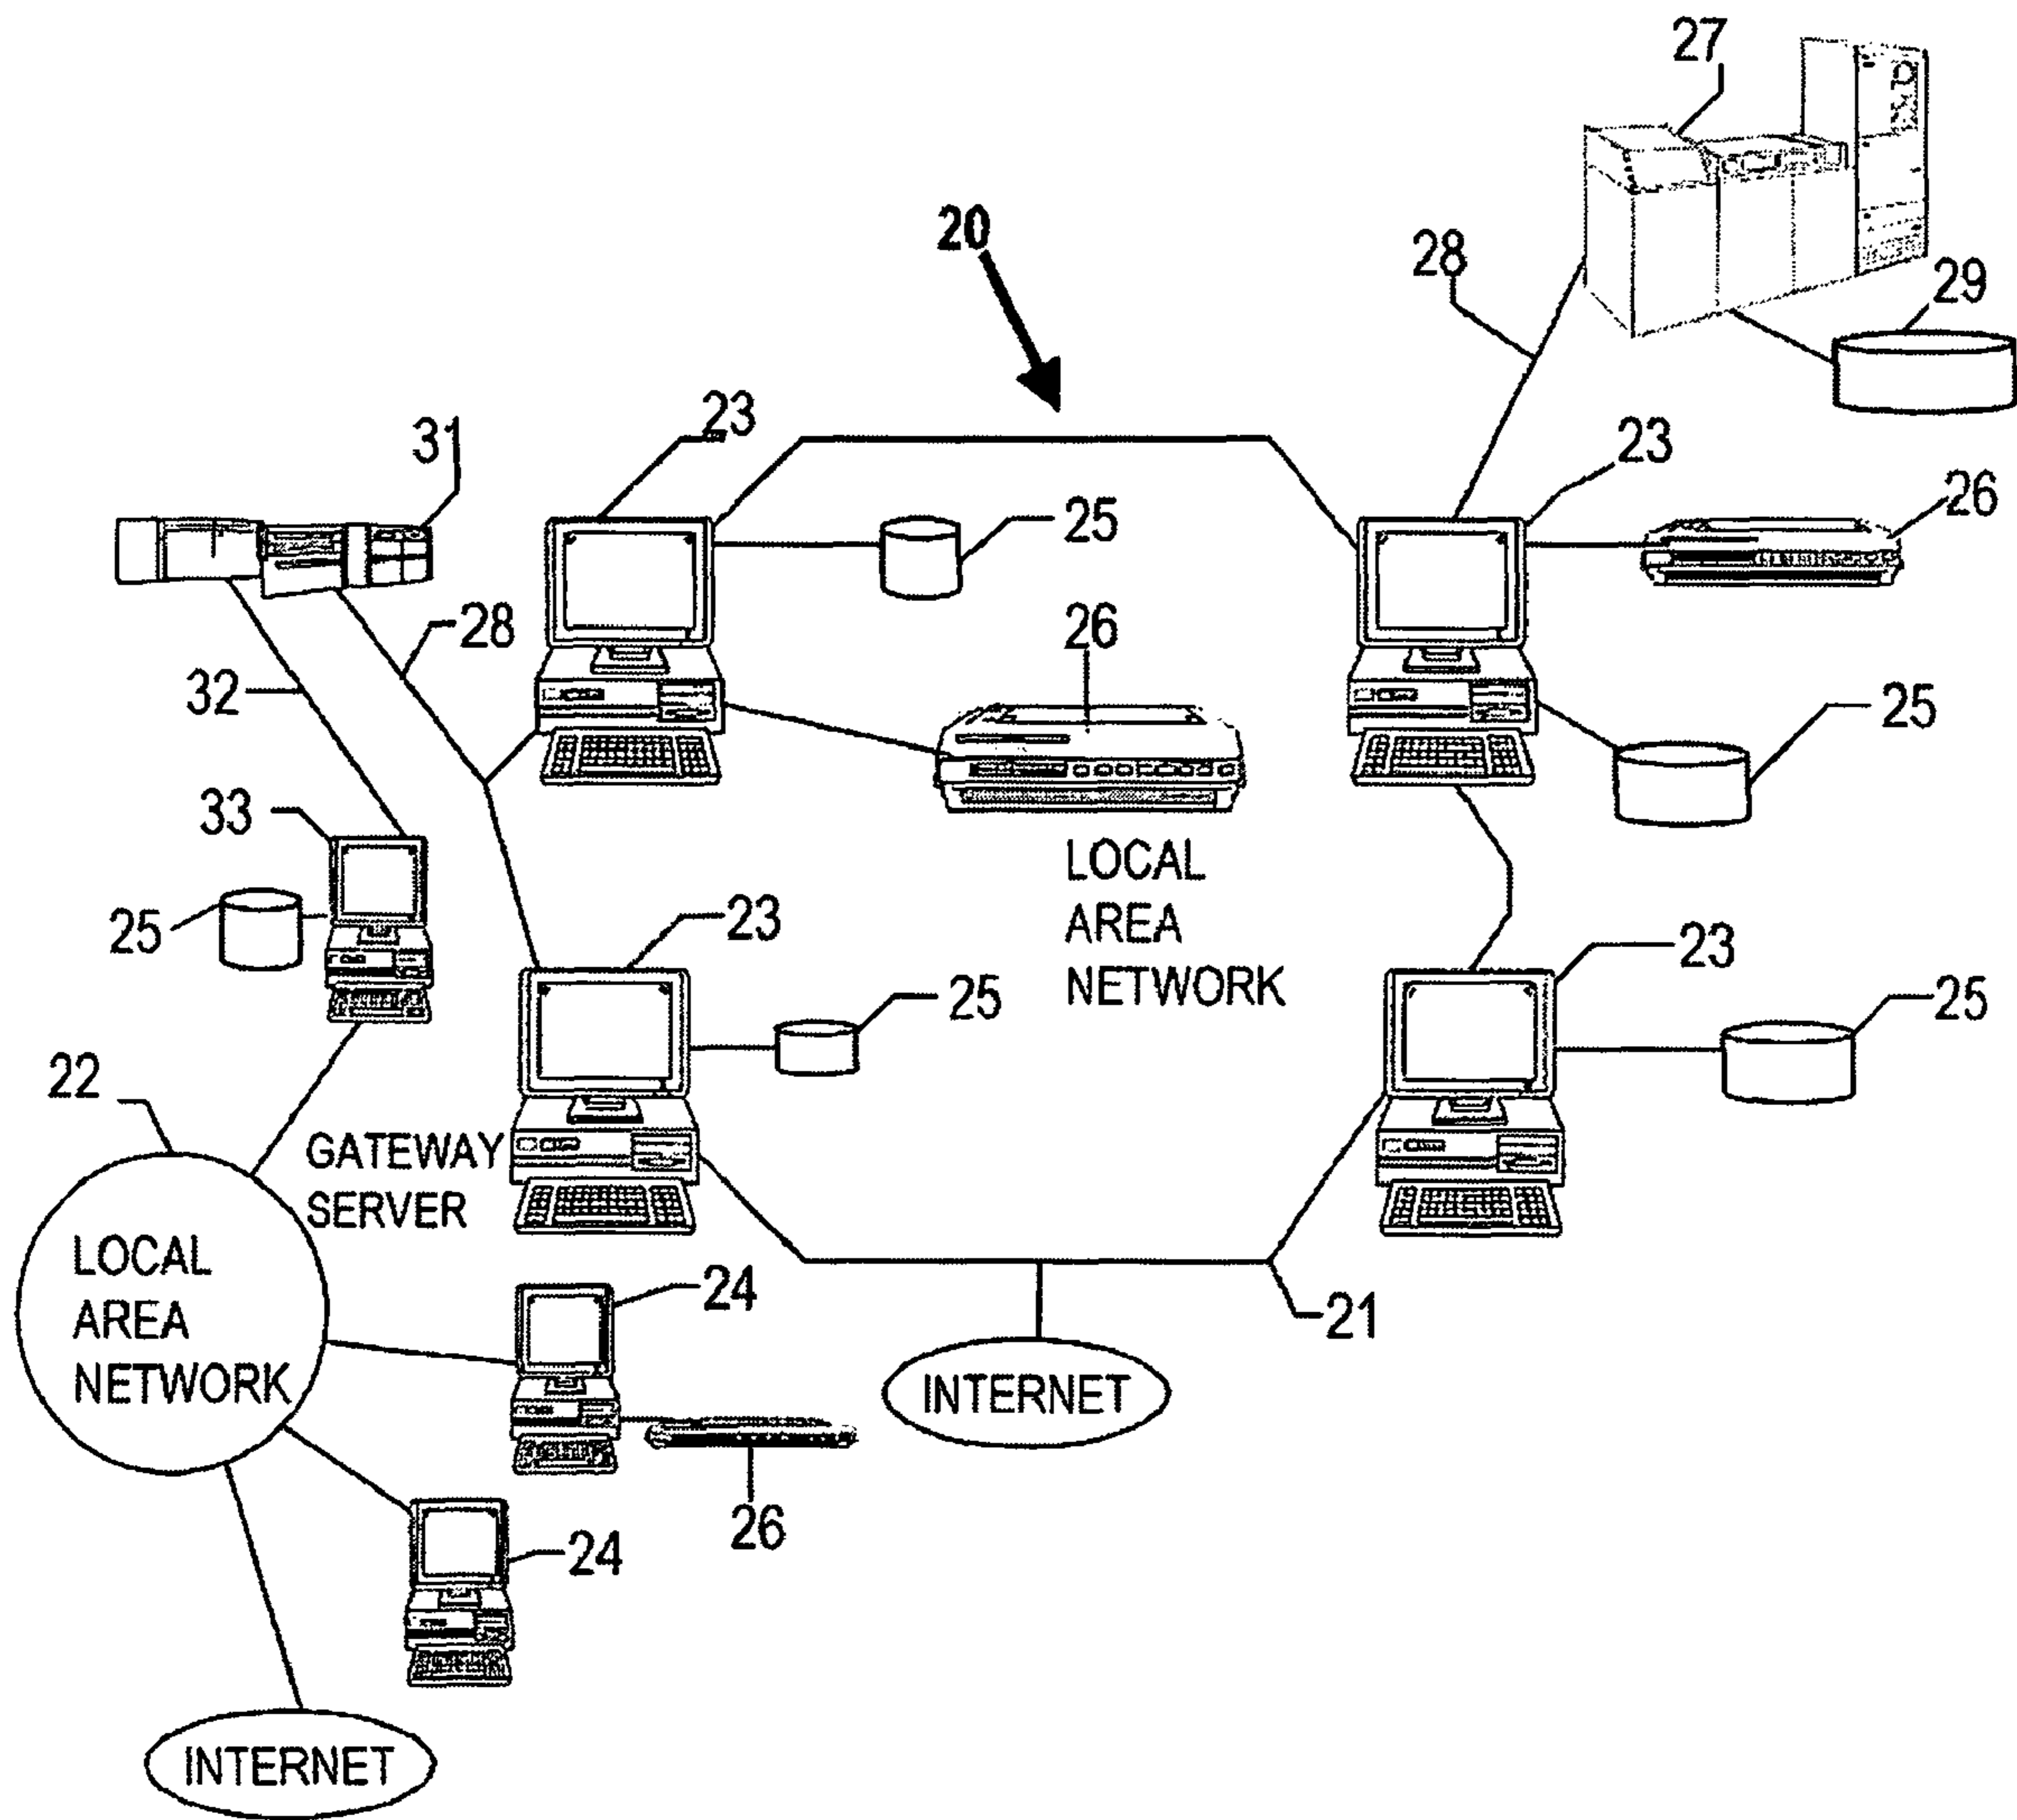 27
20
28
29
23
31
23
26
25
28
26
32
25
33
LOCAL
AREA
NETWORK
25
23
23
25
25
22
GATEWAY
SERVER
LOCAL
AREA
NETWORK
24
21
INTERNET
26
24
INTERNET